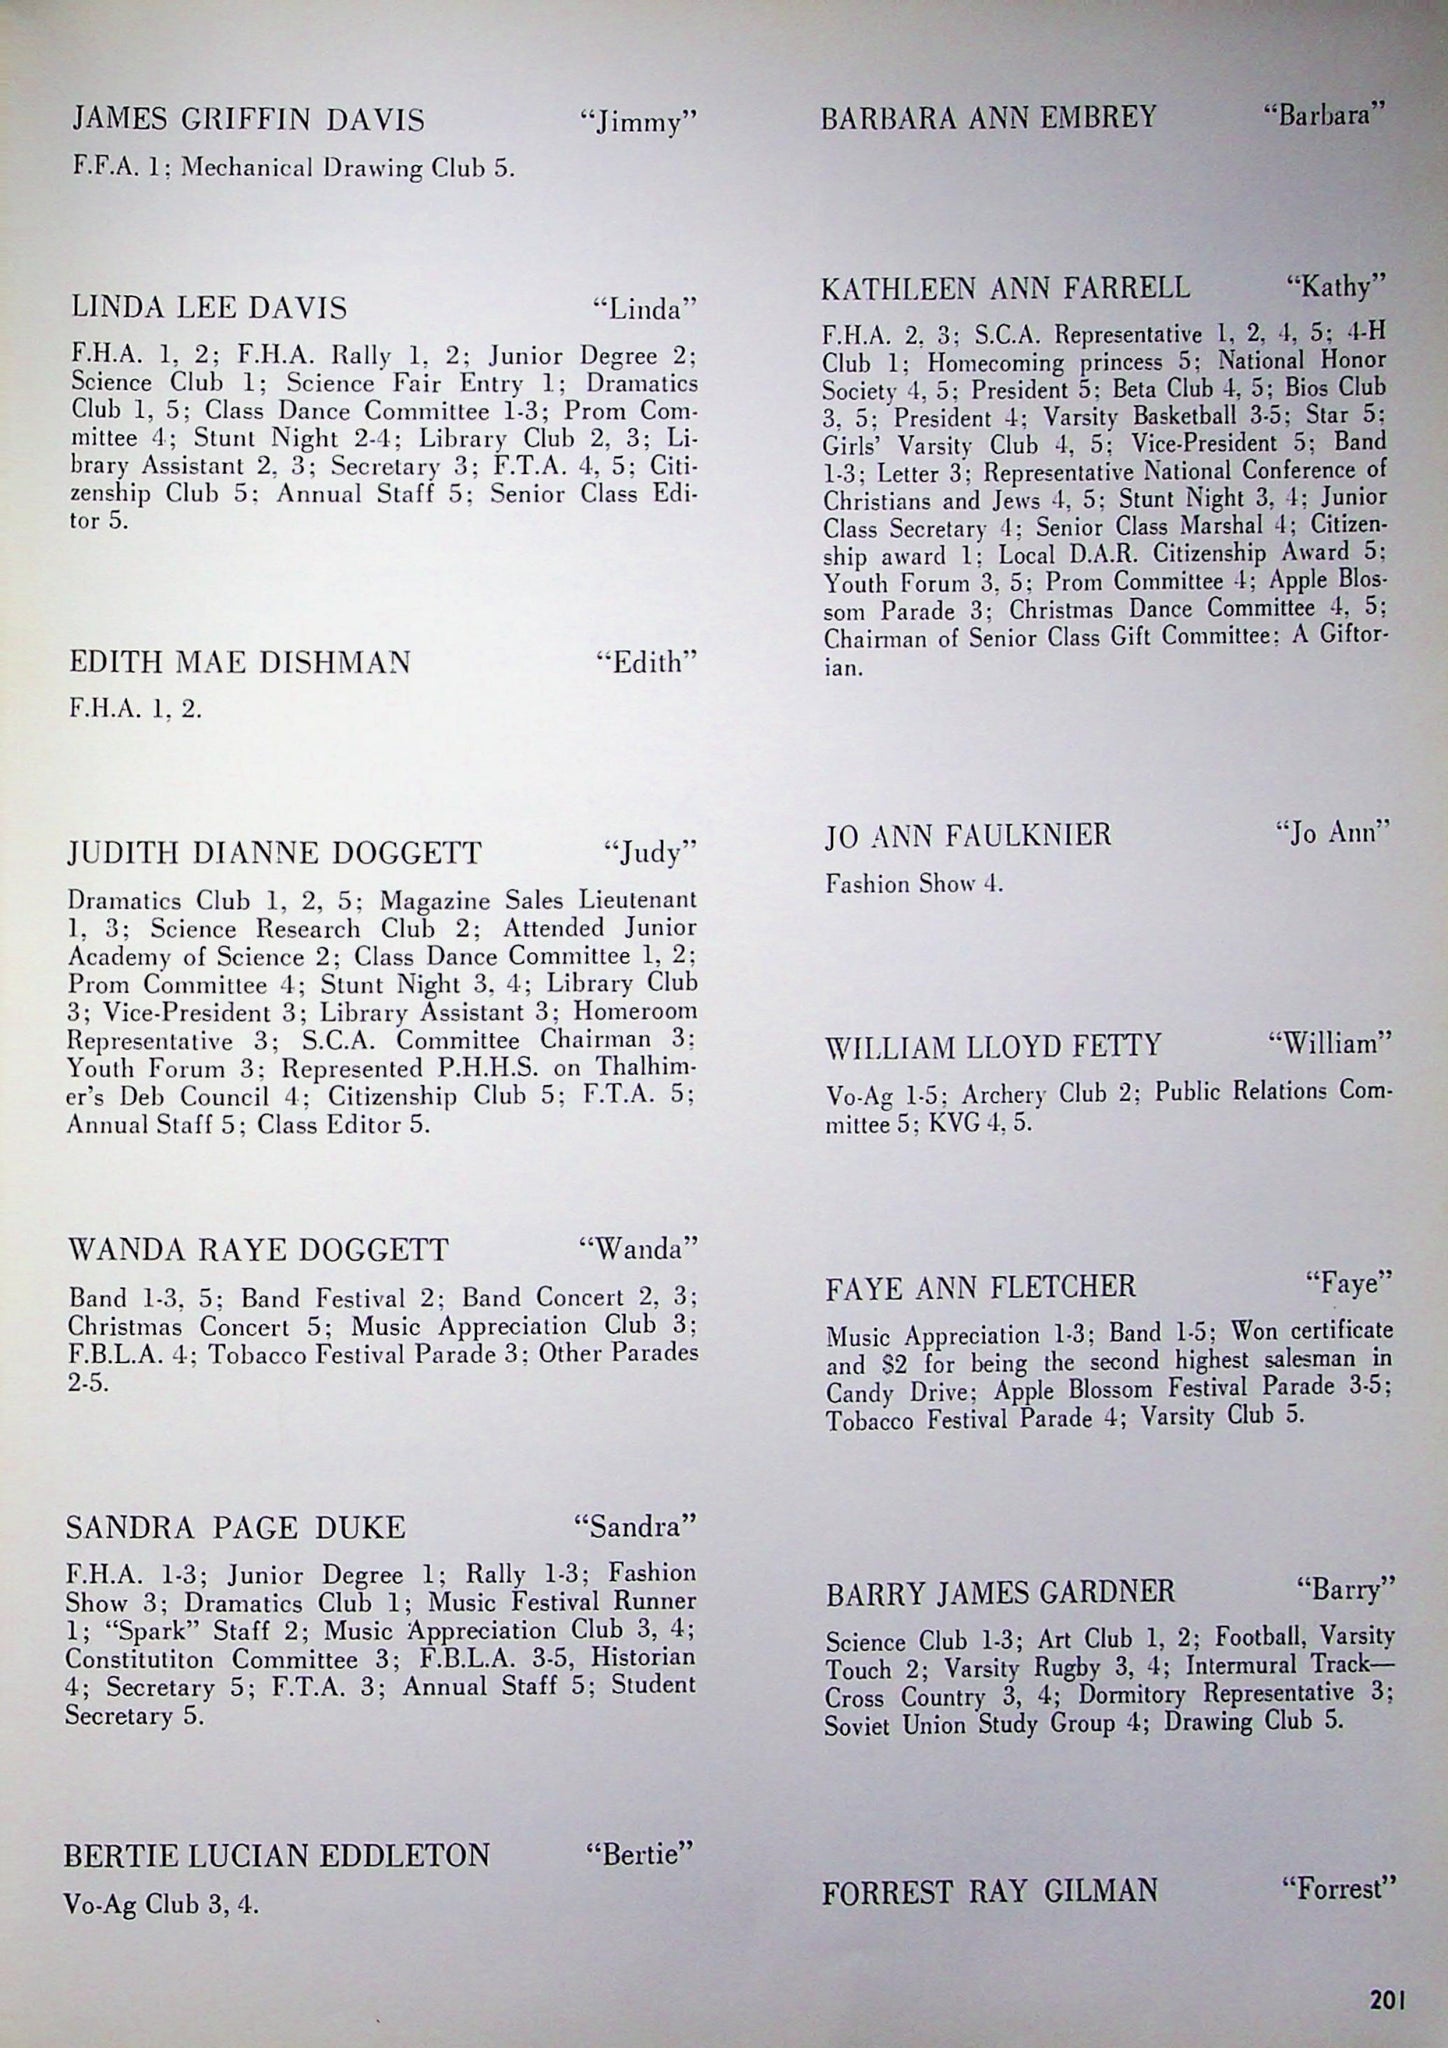 JAMES GRIFFIN DAVIS "Jimmy"
F.F.A. 1; Mechanical Drawing Club 5.
LINDA LEE DAVIS "Linda"
F.H.A. 1, 2; F.H.A. Rally 1, 2; Junior Degree 2;
Science Club 1; Science Fair Entry 1; Dramatics
Club 1, 5; Class Dance Committee 1-3; Prom Com-
mittee 4; Stunt Night 2-4; Library Club 2, 3; Li-
brary Assistant 2, 3; Secretary 3; F.T.A. 4, 5; Citi-
zenship Club 5; Annual Staff 5; Senior Class Edi-
tor 5.
EDITH MAE DISHMAN "Edith"
F.H.A. 1, 2.
JUDITH DIANNE DOGGETT "Judy"
Dramatics Club 1, 2, 5; Magazine Sales Lieutenant
1, 3; Science Research Club 2; Attended Junior
Academy of Science 2; Class Dance Committee 1, 2;
Prom Committee 4; Stunt Night 3, 4; Library Club
3; Vice-President 3; Library Assistant 3; Homeroom
Representative 3; S.C.A. Committee Chairman 3;
Youth Forum 3; Represented P.H.H.S. on Thalhim-
er's Deb Council 4; Citizenship Club 5; F.T.A. 5;
Annual Staff 5; Class Editor 5.
WANDA RAYE DOGGETT "Wanda"
Band 1-3, 5; Band Festival 2; Band Concert 2, 3;
Christmas Concert 5; Music Appreciation Club 3;
F.B.L.A. 4; Tobacco Festival Parade 3; Other Parades
2-5.
SANDRA PAGE DUKE "Sandra"
F.H.A. 1-3; Junior Degree 1; Rally 1-3; Fashion
Show 3; Dramatics Club 1; Music Festival Runner
1; "Spark" Staff 2; Music Appreciation Club 3, 4;
Constitutiton Committee 3; F.B.L.A. 3-5, Historian
4; Secretary 5; F.T.A. 3; Annual Staff 5; Student
Secretary 5.
BERTIE LUCIAN EDDLETON "Bertie"
Vo-Ag Club 3, 4.
BARBARA ANN EMBREY "Barbara"
KATHLEEN ANN FARRELL "Kathy"
F.H.A. 2, 3; S.C.A. Representative 1, 2, 4, 5; 4-H
Club 1; Homecoming princess 5; National Honor
Society 4, 5; President 5; Beta Club 4, 5; Bios Club
3, 5; President 4; Varsity Basketball 3-5; Star 5;
Girls' Varsity Club 4, 5; Vice-President 5; Band
1-3; Letter 3; Representative National Conference of
Christians and Jews 4, 5; Stunt Night 3, 4; Junior
Class Secretary 4; Senior Class Marshal 4; Citizen-
ship award 1; Local D.A.R. Citizenship Award 5;
Youth Forum 3, 5; Prom Committee 4; Apple Blos-
som Parade 3; Christmas Dance Committee 4, 5;
Chairman of Senior Class Gift Committee; A Giftor-
ian.
JO ANN FAULKNIER "Jo Ann"
Fashion Show 4.
WILLIAM LLOYD FETTY "William"
Vo-Ag 1-5; Archery Club 2; Public Relations Com-
mittee 5; KVG 4, 5.
FAYE ANN FLETCHER "Faye"
Music Appreciation 1-3; Band 1-5; Won certificate
and $2 for being the second highest salesman in
Candy Drive; Apple Blossom Festival Parade 3-5;
Tobacco Festival Parade 4; Varsity Club 5.
BARRY JAMES GARDNER "Barry"
Science Club 1-3; Art Club 1, 2; Football, Varsity
Touch 2; Varsity Rugby 3, 4; Intermural Track—
Cross Country 3, 4; Dormitory Representative 3;
Soviet Union Study Group 4; Drawing Club 5.
FORREST RAY GILMAN "Forrest"
201